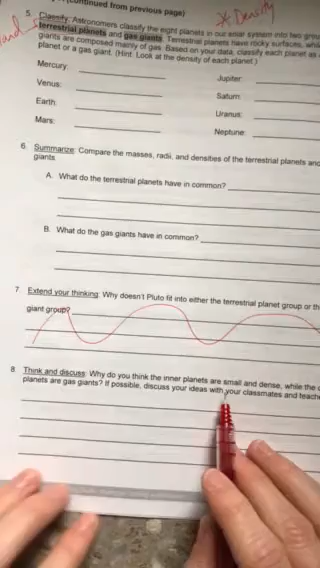 (continued from previous page)
* Density
5. Classify: Astronomers classify the eight planets in our solar system into two
and terrestrial planets and gas giants. Terrestrial planets have rocky surfaces,
giants are composed mainly of gas. Based on your data, classify each planet as
planet or a gas giant. (Hint: Look at the density of each planet.)
Mercury: Jupiter:
Venus: Saturn:
Earth: Uranus:
Mars: Neptune:
6. Summarize: Compare the masses, radii, and densities of the terrestrial planets and
giants.
A. What do the terrestrial planets have in common?
B. What do the gas giants have in common?
7. Extend your thinking: Why doesn't Pluto fit into either the terrestrial planet group or
giant group?
8. Think and discuss: Why do you think the inner planets are small and dense, while the
planets are gas giants? If possible, discuss your ideas with your classmates and